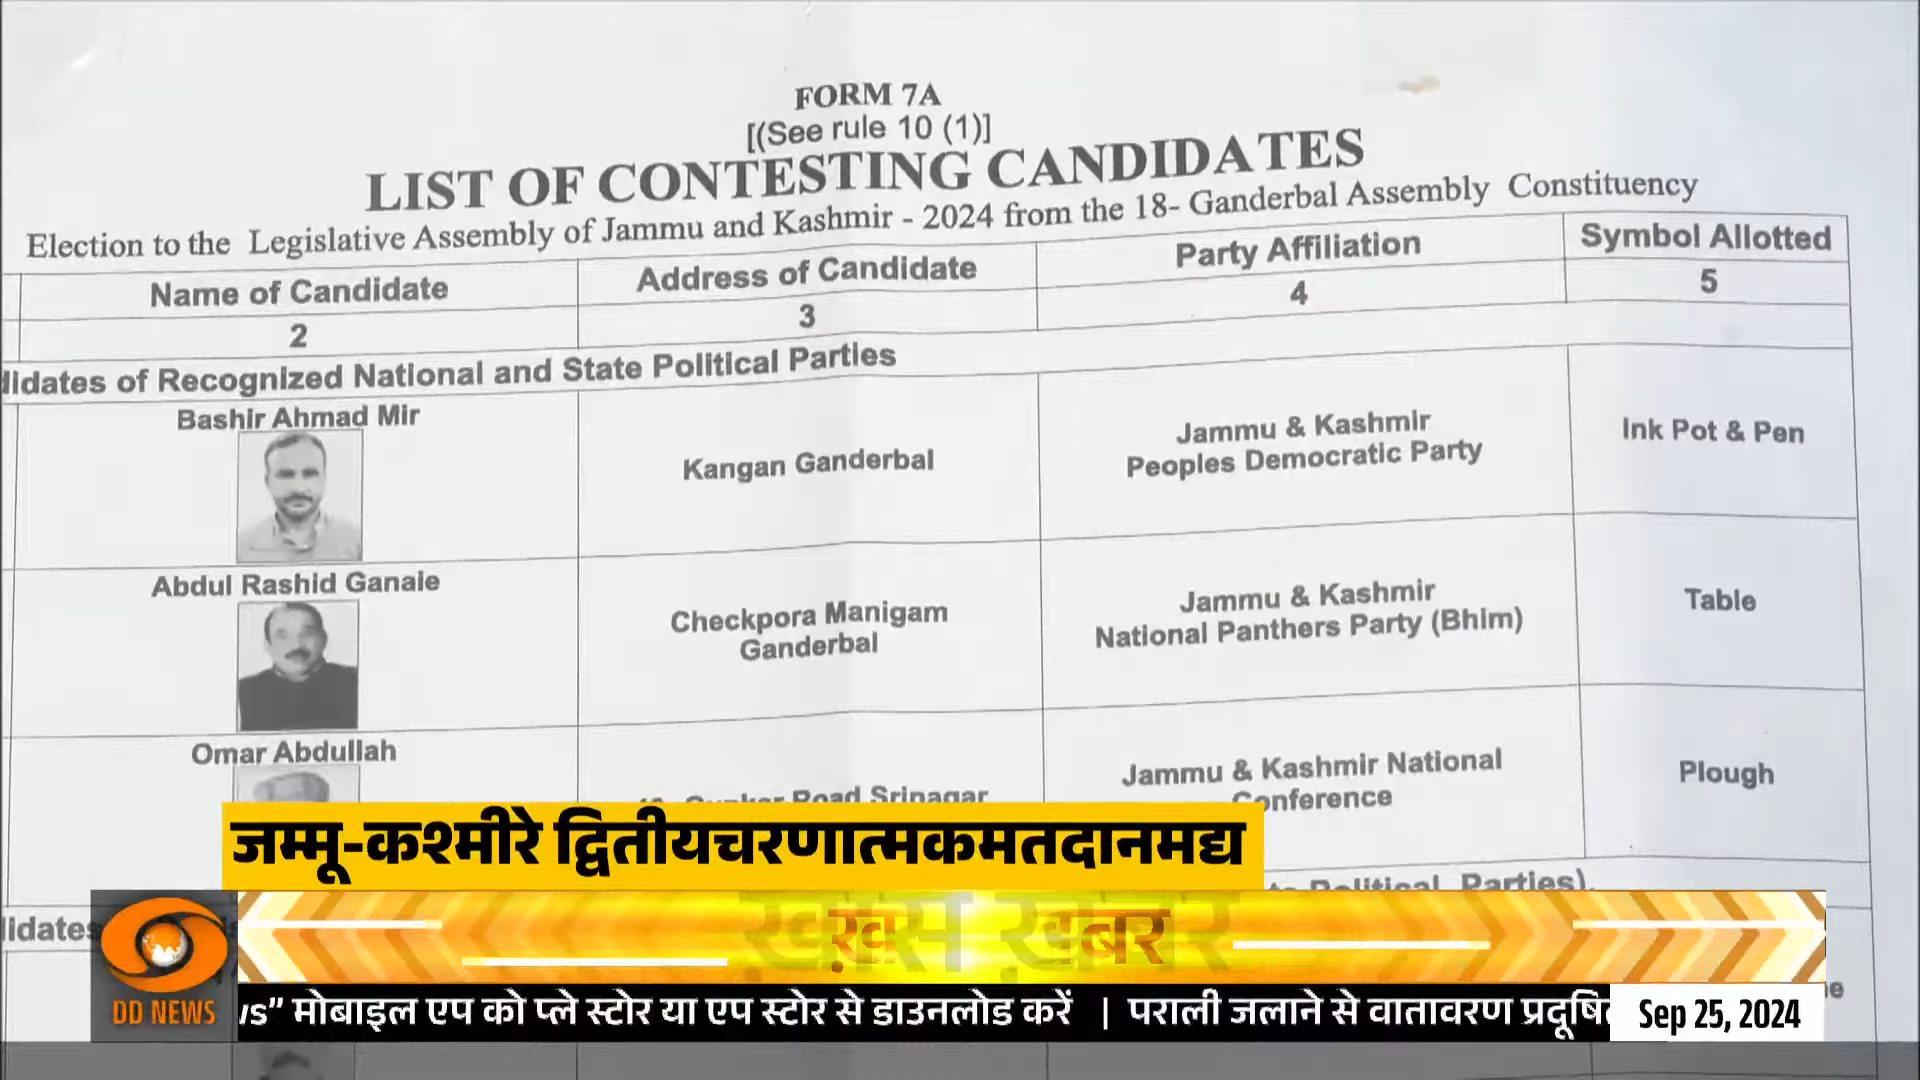 FORM 7A
[(See rule 10 (1)]
LIST OF CONTESTING CANDIDATES
Election to the Legislative Assembly of Jammu and Kashmir - 2024 from the 18- Ganderbal Assembly Constituency
Name of Candidate
Address of Candidate
Party Affiliation
Symbol Allotted
2
3
4
5
of Recognized National and State Political Parties
Bashir Ahmad Mir
Kangan Ganderbal
Jammu & Kashmir
Peoples Democratic Party
Ink Pot & Pen
Abdul Rashid Ganaie
Checkpora Manigam
Ganderbal
Jammu & Kashmir
National Panthers Party (Bhim)
Table
Omar Abdullah
Road Srinagar
Jammu & Kashmir National
Conference
Plough
Political Parties)
जम्मू-कश्मीरे द्वितीयचरणात्मकमतदानमद्य
ख़ास ख़बर
DD NEWS
मोबाइल एप को प्ले स्टोर या एप स्टोर से डाउनलोड करें | पराली जलाने से वातावरण
Sep 25, 2024